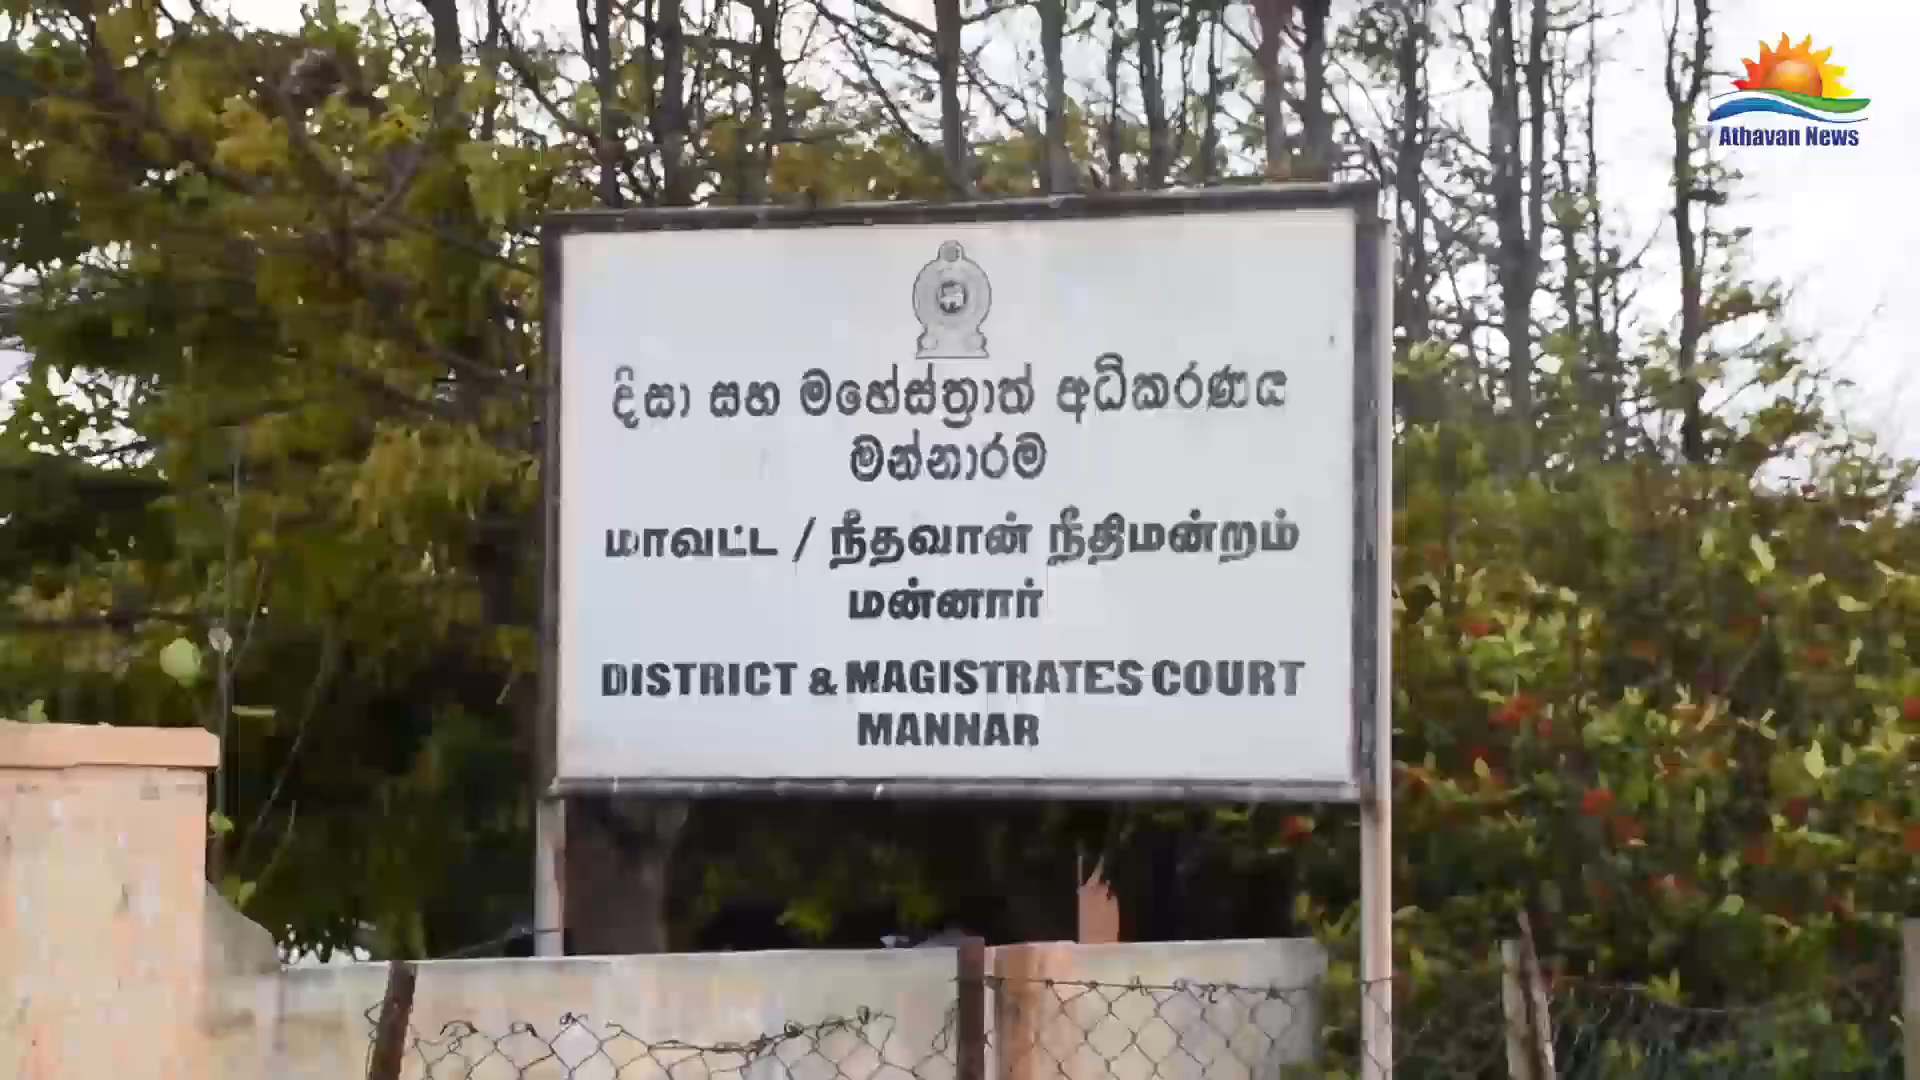 Athavan News
දිසා සහ මහේස්ත්‍රාත් අධිකරණය
මන්නාරම
மாவட்ட / நீதவான் நீதிமன்றம்
மன்னார்
DISTRICT & MAGISTRATES COURT
MANNAR